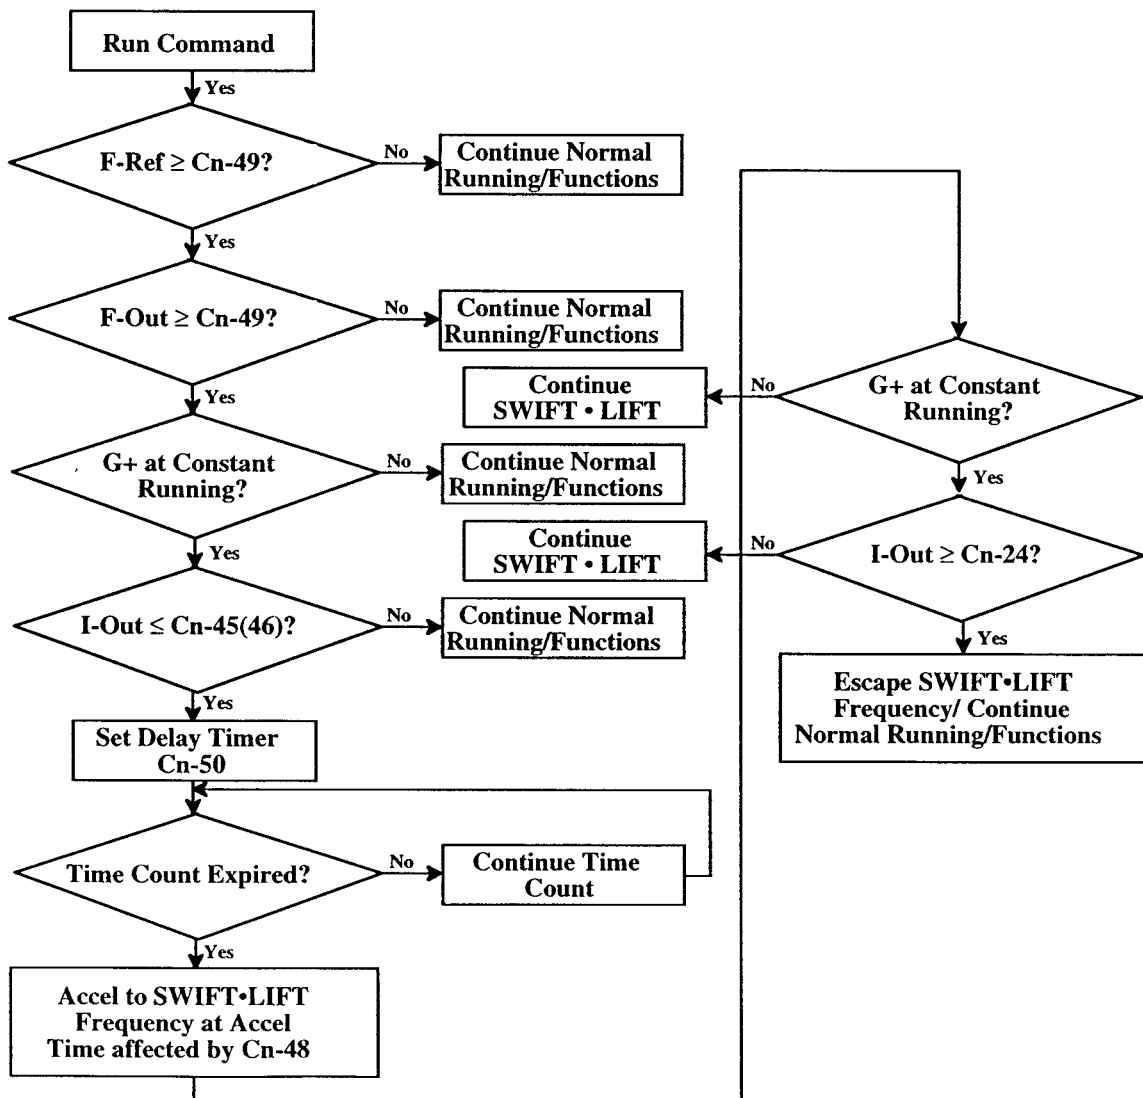 Run Command
Yes
F-Ref ≥ Cn-49?
No
Continue Normal
Running/Functions
Yes
F-Out ≥ Cn-49?
No
Continue Normal
Running/Functions
Yes
G+ at Constant
Running?
No
Continue Normal
Running/Functions
Yes
I-Out ≤ Cn-45(46)?
No
Continue Normal
Running/Functions
Yes
Set Delay Timer
Cn-50
Time Count Expired?
No
Continue Time
Count
Yes
Accel to SWIFT•LIFT
Frequency at Accel
Time affected by Cn-48
G+ at Constant
Running?
No
Continue
SWIFT • LIFT
Yes
I-Out ≥ Cn-24?
No
Continue
SWIFT • LIFT
Yes
Escape SWIFT•LIFT
Frequency/ Continue
Normal Running/Functions